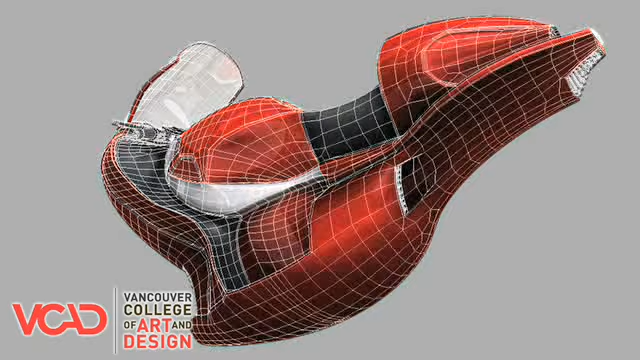 VCAD
VANCOUVER
COLLEGE
OF ART AND
DESIGN